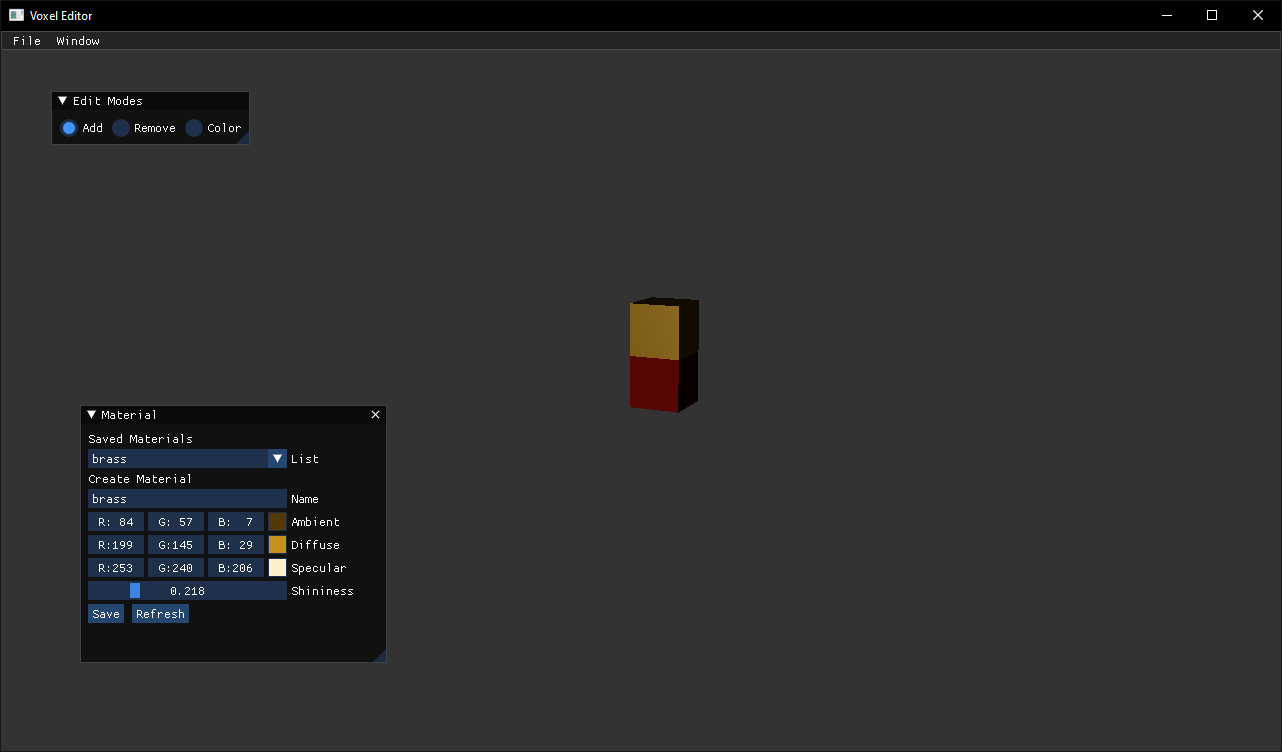 Voxel Editor
File Window
Edit Modes
Add Remove Color
Material
Saved Materials
brass List
Create Material
brass Name
R: 84 G: 57 B: 7 Ambient
R:199 G:145 B: 29 Diffuse
R:253 G:240 B:206 Specular
0.218 Shininess
Save Refresh